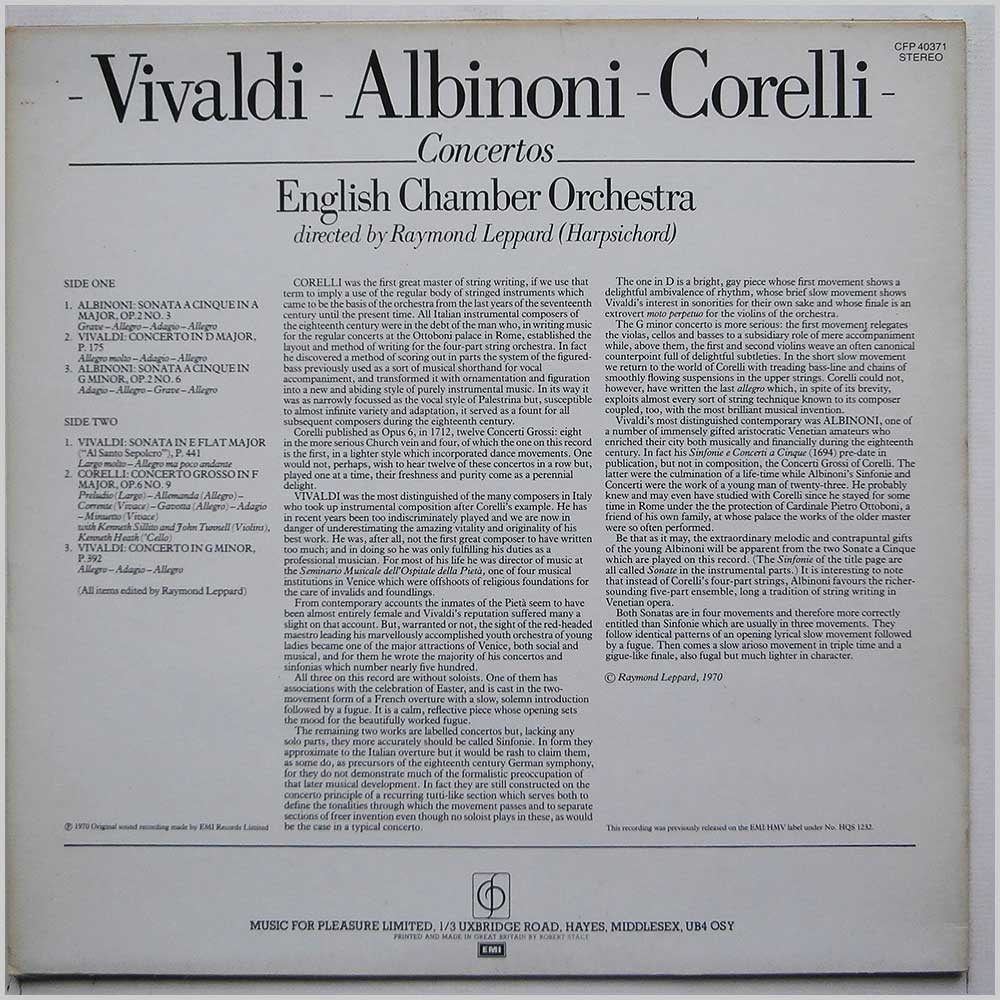 CFP 40371
STEREO
- Vivaldi - Albinoni - Corelli -
Concertos
English Chamber Orchestra
directed by Raymond Leppard (Harpsichord)
SIDE ONE
1. ALBINONI: SONATA A CINQUE IN A
MAJOR, OP.2 NO. 3
Grave – Allegro – Adagio – Allegro
2. VIVALDI: CONCERTO IN D MAJOR,
P. 175
Allegro molto – Adagio – Allegro
3. ALBINONI: SONATA A CINQUE IN
G MINOR, OP.2 NO. 6
Adagio – Allegro – Grave – Allegro
SIDE TWO
1. VIVALDI: SONATA IN E FLAT MAJOR
("Al Santo Sepolcro"), P. 441
Largo molto – Allegro ma poco andante
2. CORELLI: CONCERTO GROSSO IN F
MAJOR, OP.6 NO. 9
Preludio (Largo) – Allemanda (Allegro) –
Corrente (Vivace) – Gavotta (Allegro) – Adagio
– Minuetto (Vivace)
with Kenneth Sillito and John Tunnell (Violins),
Kenneth Heath ('Cello)
3. VIVALDI: CONCERTO IN G MINOR,
P.392
Allegro – Adagio – Allegro
(All items edited by Raymond Leppard)
℗ 1970 Original sound recording made by EMI Records Limited
CORELLI was the first great master of string writing, if we use that
term to imply a use of the regular body of stringed instruments which
came to be the basis of the orchestra from the last years of the seventeenth
century until the present time. All Italian instrumental composers of
the eighteenth century were in the debt of the man who, in writing music
for the regular concerts at the Ottoboni palace in Rome, established the
layout and method of writing for the four-part string orchestra. In fact
he discovered a method of scoring out in parts the system of the figured-
bass previously used as a sort of musical shorthand for vocal
accompaniment, and transformed it with ornamentation and figuration
into a new and abiding style of purely instrumental music. In its way it
was as narrowly focussed as the vocal style of Palestrina but, susceptible
to almost infinite variety and adaptation, it served as a fount for all
subsequent composers during the eighteenth century.
Corelli published as Opus 6, in 1712, twelve Concerti Grossi: eight
in the more serious Church vein and four, of which the one on this record
is the first, in a lighter style which incorporated dance movements. One
would not, perhaps, wish to hear twelve of these concertos in a row but,
played one at a time, their freshness and purity come as a perennial
delight.
VIVALDI was the most distinguished of the many composers in Italy
who took up instrumental composition after Corelli's example. He has
in recent years been too indiscriminately played and we are now in
danger of underestimating the amazing vitality and originality of his
best work. He was, after all, not the first great composer to have written
too much; and in doing so he was only fulfilling his duties as a
professional musician. For most of his life he was director of music at
the Seminario Musicale dell'Ospitale della Pietà, one of four musical
institutions in Venice which were offshoots of religious foundations for
the care of invalids and foundlings.
From contemporary accounts the inmates of the Pietà seem to have
been almost entirely female and Vivaldi's reputation suffered many a
slight on that account. But, warranted or not, the sight of the red-headed
maestro leading his marvellously accomplished youth orchestra of young
ladies became one of the major attractions of Venice, both social and
musical, and for them he wrote the majority of his concertos and
sinfonias which number nearly five hundred.
All three on this record are without soloists. One of them has
associations with the celebration of Easter, and is cast in the two-
movement form of a French overture with a slow, solemn introduction
followed by a fugue. It is a calm, reflective piece whose opening sets
the mood for the beautifully worked fugue.
The remaining two works are labelled concertos but, lacking any
solo parts, they more accurately should be called Sinfonie. In form they
approximate to the Italian overture but it would be rash to claim them,
as some do, as precursors of the eighteenth century German symphony,
for they do not demonstrate much of the formalistic preoccupation of
that later musical development. In fact they are still constructed on the
concerto principle of a recurring tutti-like section which serves both to
define the tonalities through which the movement passes and to separate
sections of freer invention even though no soloist plays in these, as would
be the case in a typical concerto.
The one in D is a bright, gay piece whose first movement shows a
delightful ambivalence of rhythm, whose brief slow movement shows
Vivaldi's interest in sonorities for their own sake and whose finale is an
extrovert moto perpetuo for the violins of the orchestra.
The G minor concerto is more serious: the first movement relegates
the violas, cellos and basses to a subsidiary role of mere accompaniment
while, above them, the first and second violins weave an often canonical
counterpoint full of delightful subtleties. In the short slow movement
we return to the world of Corelli with treading bass-line and chains of
smoothly flowing suspensions in the upper strings. Corelli could not,
however, have written the last allegro which, in spite of its brevity,
exploits almost every sort of string technique known to its composer
coupled, too, with the most brilliant musical invention.
Vivaldi's most distinguished contemporary was ALBINONI, one of
a number of immensely gifted aristocratic Venetian amateurs who
enriched their city both musically and financially during the eighteenth
century. In fact his Sinfonie e Concerti a Cinque (1694) pre-date in
publication, but not in composition, the Concerti Grossi of Corelli. The
latter were the culmination of a life-time while Albinoni's Sinfonie and
Concerti were the work of a young man of twenty-three. He probably
knew and may even have studied with Corelli since he stayed for some
time in Rome under the the protection of Cardinale Pietro Ottoboni, a
friend of his own family, at whose palace the works of the older master
were so often performed.
Be that as it may, the extraordinary melodic and contrapuntal gifts
of the young Albinoni will be apparent from the two Sonate a Cinque
which are played on this record. (The Sinfonie of the title page are
all called Sonate in the instrumental parts.) It is interesting to note
that instead of Corelli's four-part strings, Albinoni favours the richer-
sounding five-part ensemble, long a tradition of string writing in
Venetian opera.
Both Sonatas are in four movements and therefore more correctly
entitled than Sinfonie which are usually in three movements. They
follow identical patterns of an opening lyrical slow movement followed
by a fugue. Then comes a slow arioso movement in triple time and a
gigue-like finale, also fugal but much lighter in character.
© Raymond Leppard, 1970
This recording was previously released on the EMI HMV label under No. HQS 1232.
MUSIC FOR PLEASURE LIMITED, 1/3 UXBRIDGE ROAD, HAYES, MIDDLESEX, UB4 OSY
PRINTED AND MADE IN GREAT BRITAIN BY ROBERT STACE
EMI